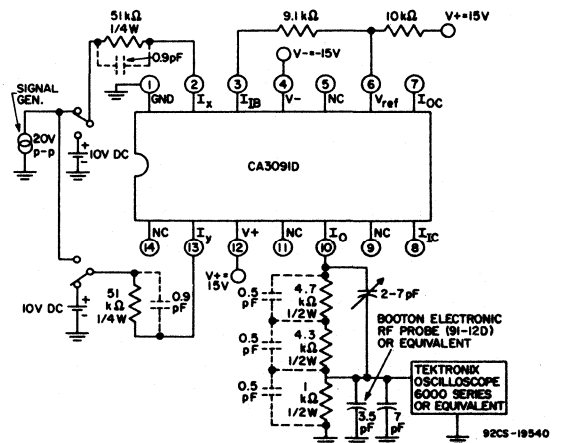 51kΩ
1/4W
0.9pF
9.1kΩ
10kΩ
V+=15V
V-=-15V
1
2
3
4
5
6
7
GND
Ix
IIB
V-
NC
Vref
IOC
SIGNAL
GEN.
20V
p-p
+
-
10V DC
CA3091D
NC
Iy
V+
NC
IO
NC
IIC
14
13
12
11
10
9
8
V+=
15V
10V DC
+
-
51
kΩ
1/4W
0.9
pF
0.5
pF
4.7
kΩ
1/2W
2-7pF
0.5
pF
4.3
kΩ
1/2W
BOOTON ELECTRONIC
RF PROBE (91-12D)
OR EQUIVALENT
0.5
pF
1
kΩ
1/2W
3.5
pF
7
pF
TEKTRONIX
OSCILLOSCOPE
6000 SERIES
OR EQUIVALENT
92CS-19540